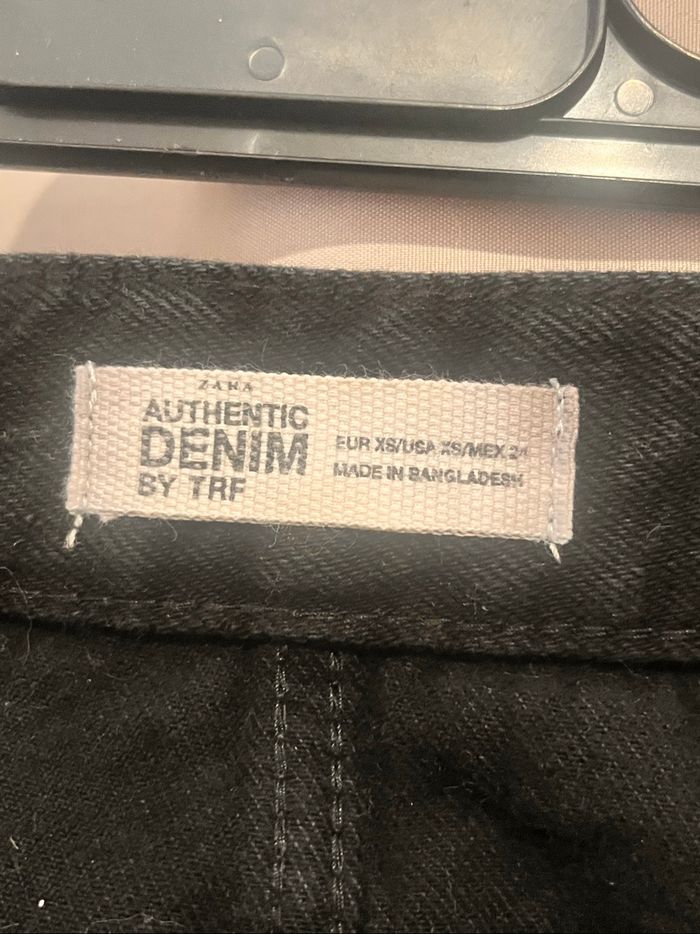 ZARA
AUTHENTIC
DENIM
BY TRF
EUR XS/USA XS/MEX 24
MADE IN BANGLADESH